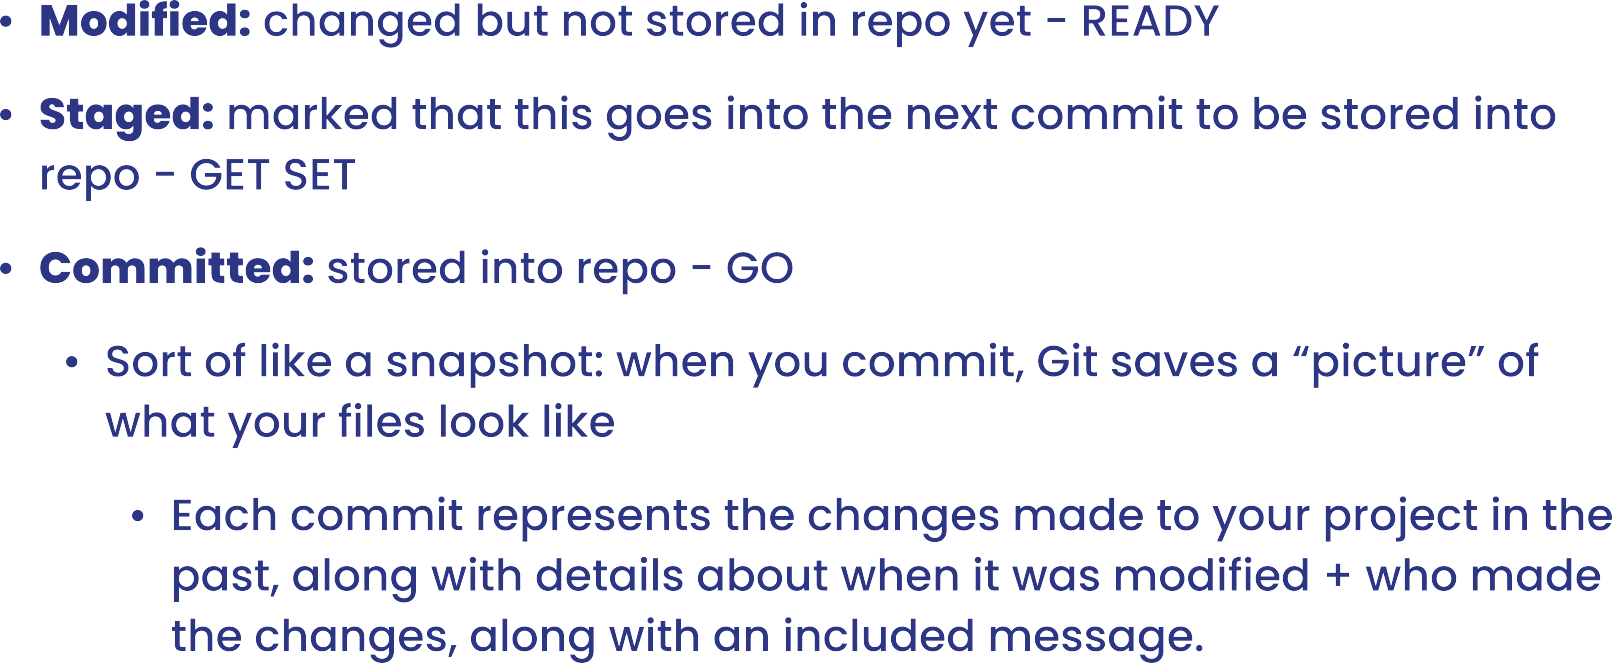 • Modified: changed but not stored in repo yet - READY
• Staged: marked that this goes into the next commit to be stored into
repo - GET SET
• Committed: stored into repo - GO
• Sort of like a snapshot: when you commit, Git saves a “picture” of
what your files look like
• Each commit represents the changes made to your project in the
past, along with details about when it was modified + who made
the changes, along with an included message.